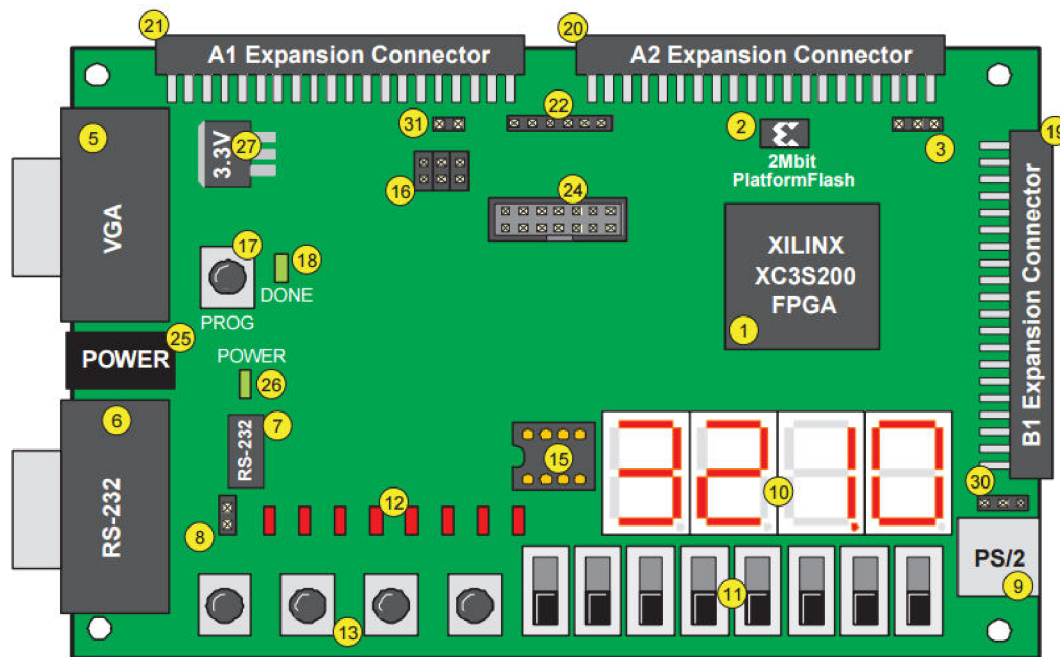 21
A1 Expansion Connector
20
A2 Expansion Connector
5
VGA
27
3.3V
31
22
2
2Mbit
PlatformFlash
3
19
B1 Expansion Connector
16
24
17
18
DONE
PROG
XILINX
XC3S200
FPGA
1
25
POWER
POWER
26
6
RS-232
7
RS-232
15
3210
10
30
12
8
11
PS/2
9
13